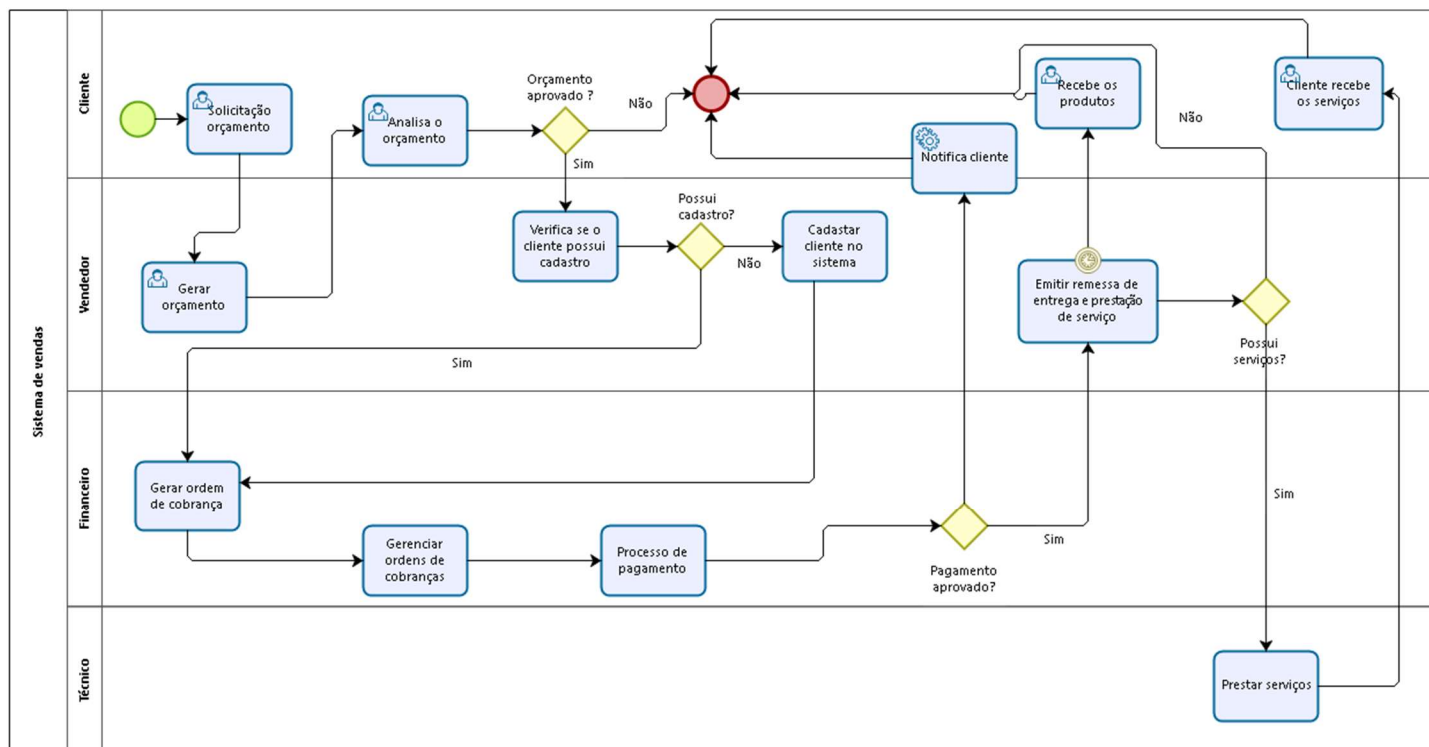 Sistema de vendas
Cliente
Solicitação
orçamento
Analisa o
orçamento
Orçamento
aprovado ?
Não
Sim
Notifica cliente
Recebe os
produtos
Não
Cliente recebe
os serviços
Vendedor
Gerar
orçamento
Verifica se o
cliente possui
cadastro
Possui
cadastro?
Não
Sim
Cadastar
cliente no
sistema
Emitir remessa de
entrega e prestação
de serviço
Possui
serviços?
Financeiro
Gerar ordem
de cobrança
Gerenciar
ordens de
cobranças
Processo de
pagamento
Pagamento
aprovado?
Sim
Sim
Técnico
Prestar serviços